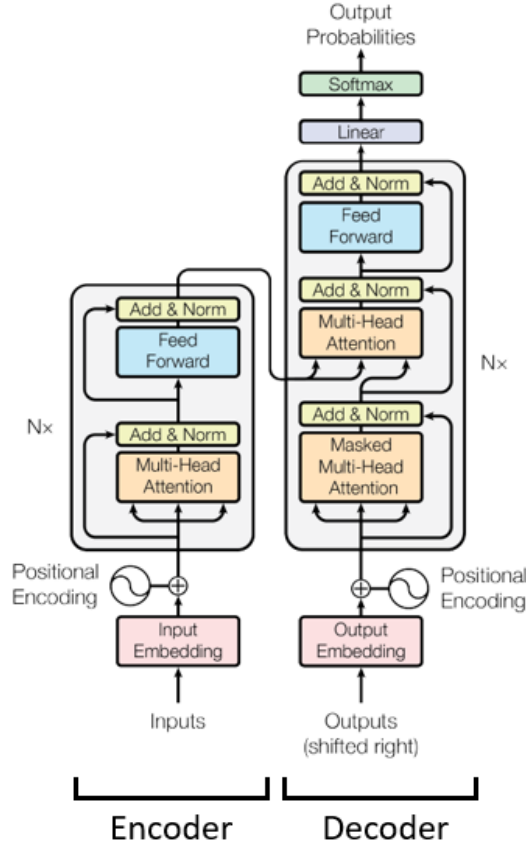 Output
Probabilities
Softmax
Linear
Add & Norm
Feed
Forward
Add & Norm
Multi-Head
Attention
Add & Norm
Masked
Multi-Head
Attention
N×
Add & Norm
Feed
Forward
Add & Norm
Multi-Head
Attention
N×
Positional
Encoding
Positional
Encoding
Input
Embedding
Output
Embedding
Inputs
Outputs
(shifted right)
Encoder
Decoder